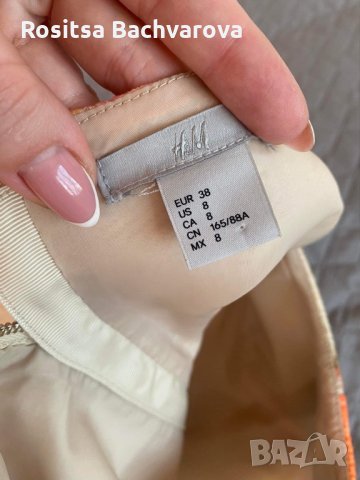 Rositsa Bachvarova
H&M
EUR 38
US 8
CA 8
CN 165/88A
MX 8
BAZAR